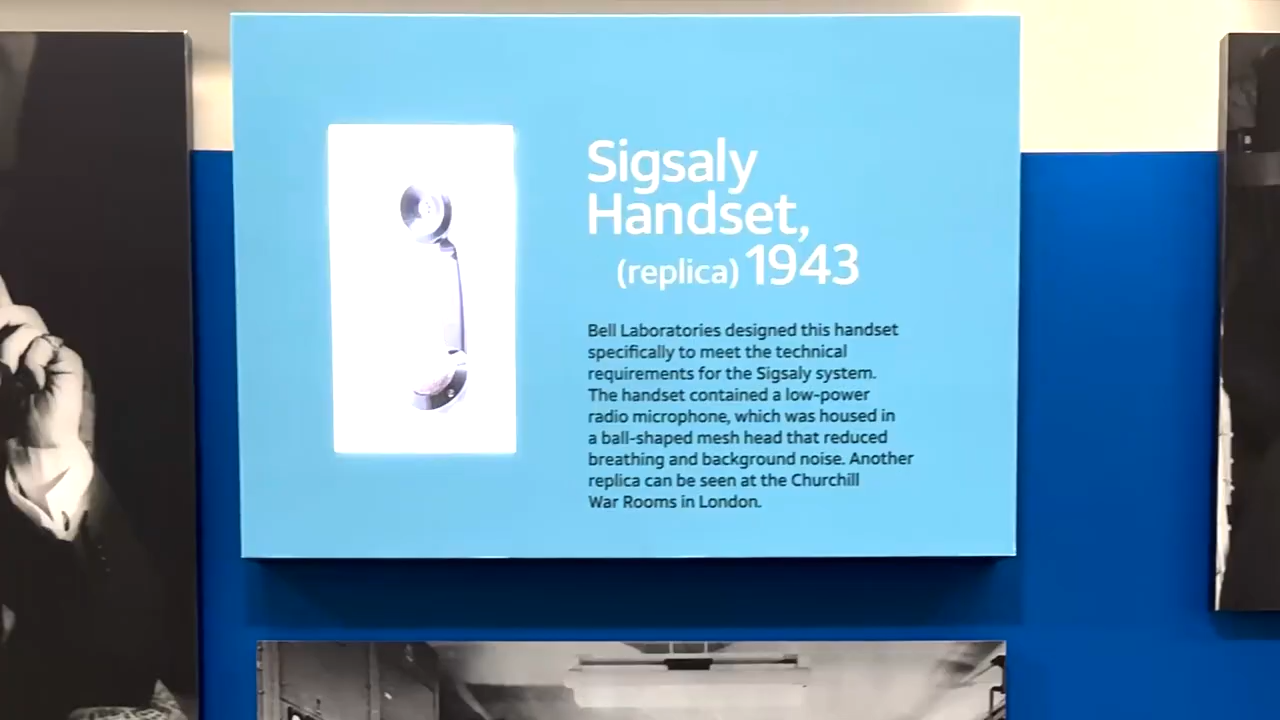 Sigsaly
Handset,
(replica) 1943
Bell Laboratories designed this handset
specifically to meet the technical
requirements for the Sigsaly system.
The handset contained a low-power
radio microphone, which was housed in
a ball-shaped mesh head that reduced
breathing and background noise. Another
replica can be seen at the Churchill
War Rooms in London.